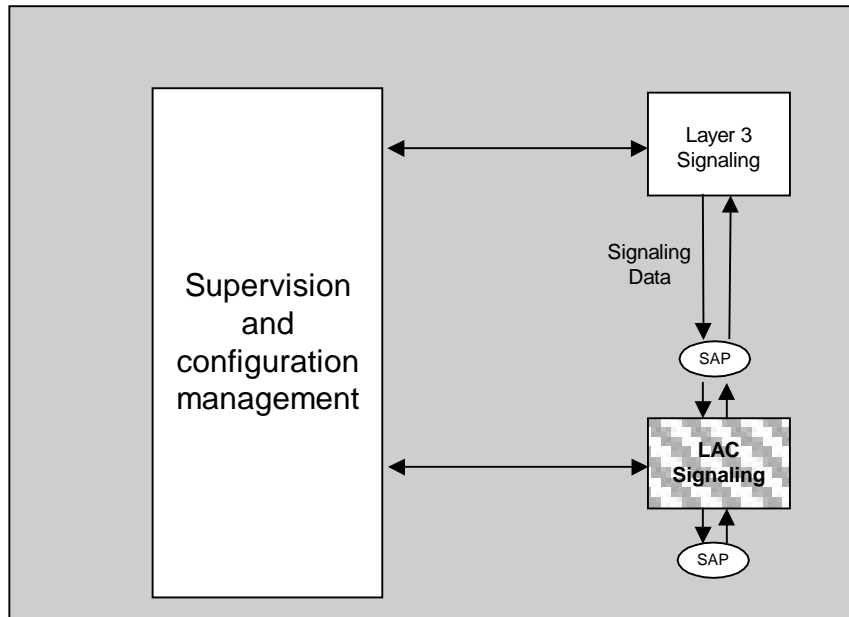 Layer 3
Signaling
Signaling
Data
Supervision
and
configuration
management
SAP
LAC
Signaling
SAP